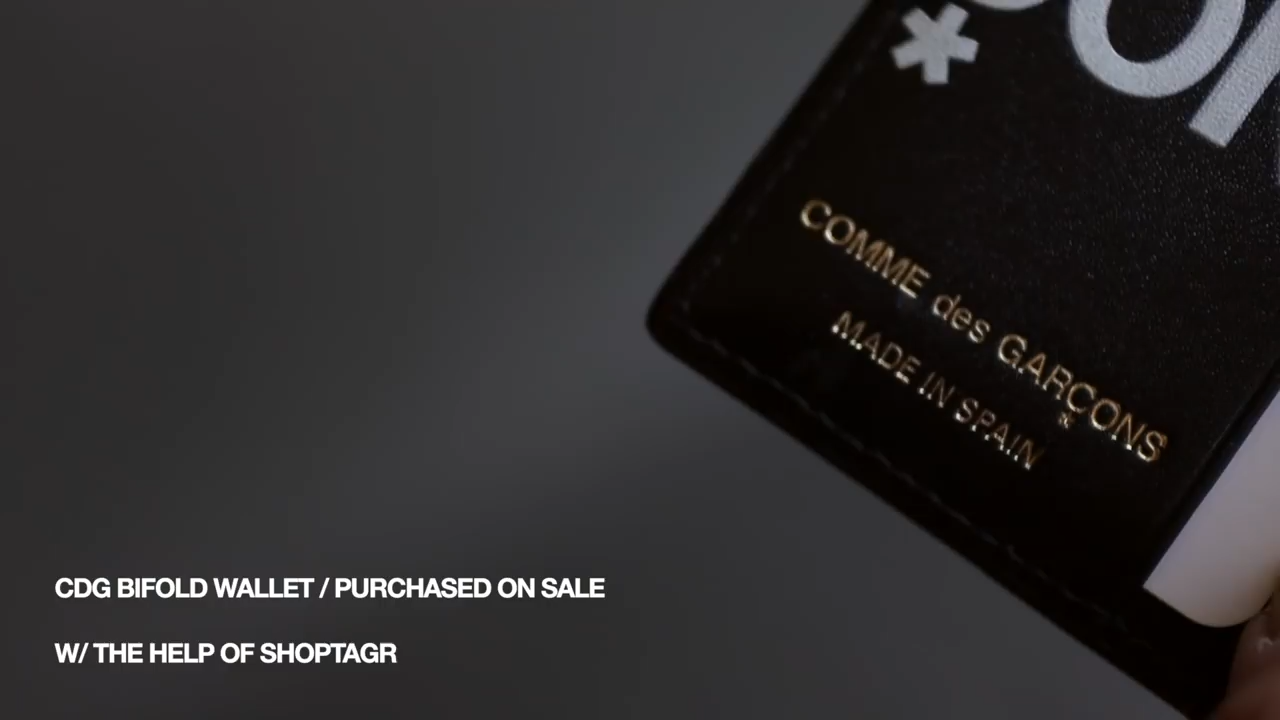 *
COMME des GARÇONS
MADE IN SPAIN
CDG BIFOLD WALLET / PURCHASED ON SALE
W/ THE HELP OF SHOPTAGR